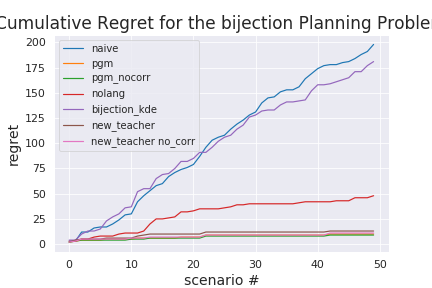 Cumulative Regret for the bijection Planning Proble
200
175
150
125
100
75
50
25
0
regret
naive
pgm
pgm_nocorr
nolang
bijection_kde
new_teacher
new_teacher no_corr
0 10 20 30 40 50
scenario #